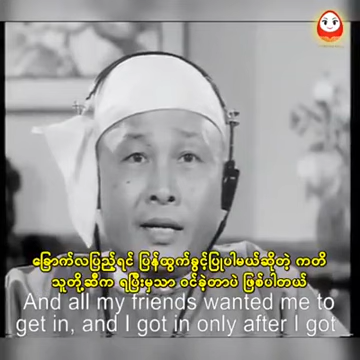 ခြောက်လပြည့်ရင် ပြန်ထွက်ခွင့်ပြုပါမယ်ဆိုတဲ့ ကတိ
သူတို့ဆီက ရပြီးမှသာ ဝင်ခဲ့တာပဲ ဖြစ်ပါတယ်
And all my friends wanted me to
get in, and I got in only after I got